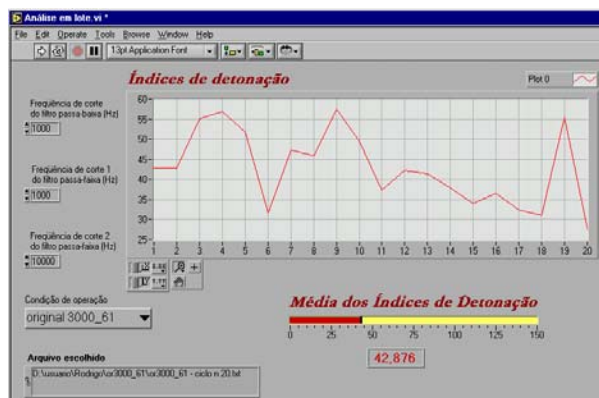 Análise em lote.vi *
File Edit Operate Tools Browse Window Help
13pt Application Font
Índices de detonação
Plot 0
Freqüência de corte
do filtro passa-baixa (Hz)
1000
Freqüência de corte 1
do filtro passa-faixa (Hz)
1000
Freqüência de corte 2
do filtro passa-faixa (Hz)
10000
60
55
50
45
40
35
30
25
1 2 3 4 5 6 7 8 9 10 11 12 13 14 15 16 17 18 19 20
Condição de operação
original 3000_61
Média dos Índices de Detonação
0 25 50 75 100 125 150
42,876
Arquivo escolhido
D:\usuario\Rodrigo\or3000_61\or3000_61 - ciclo n 20.txt